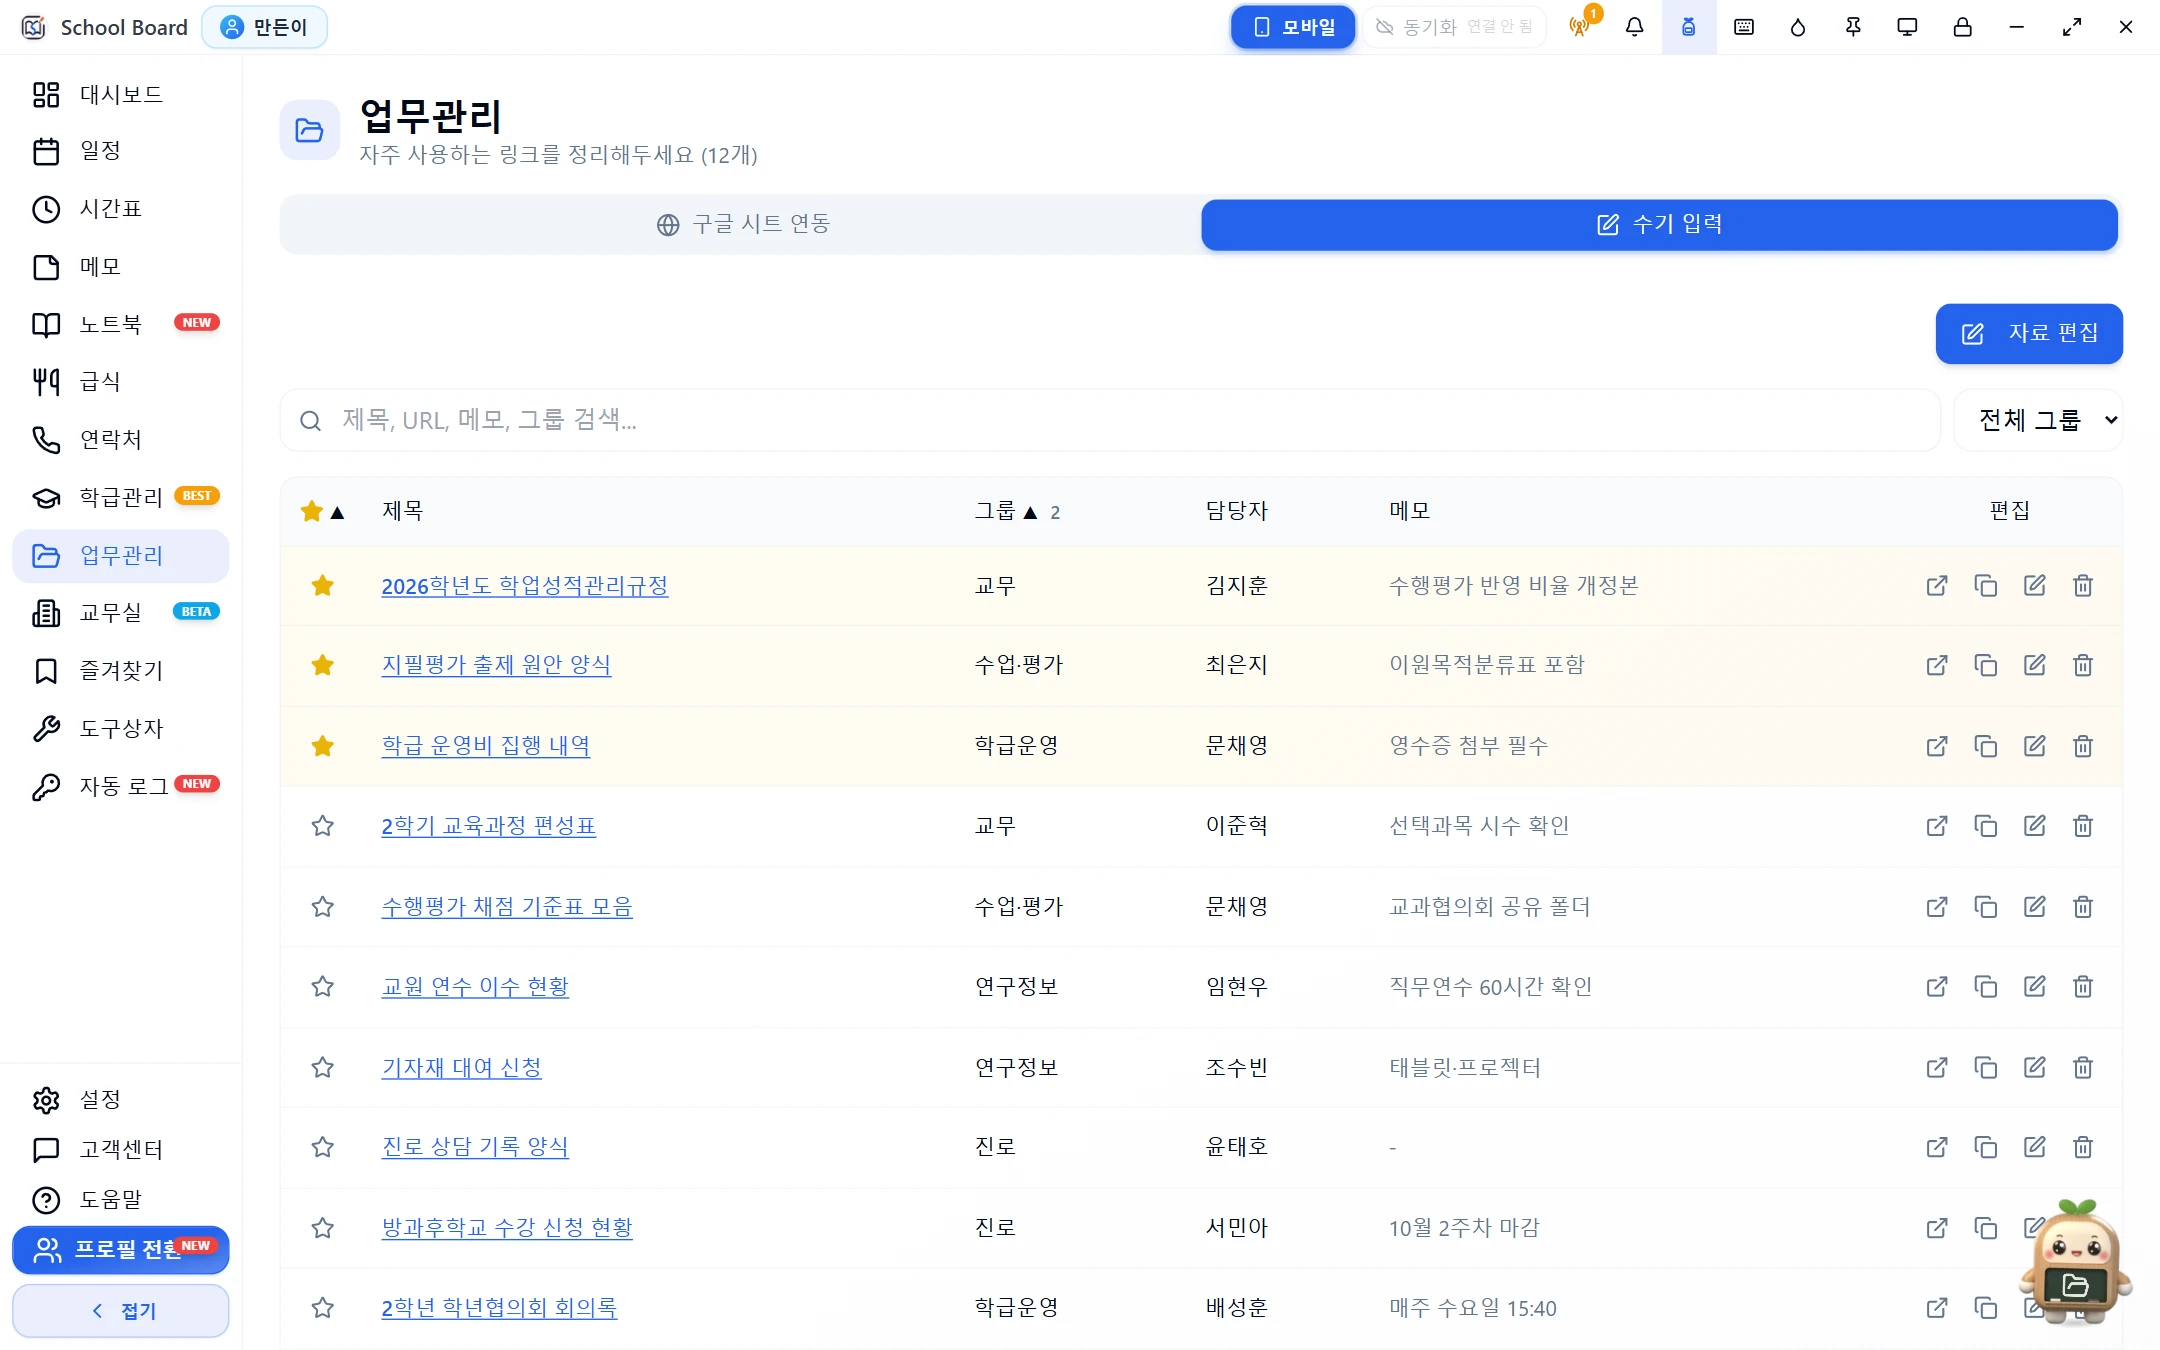 School Board
만든이
모바일
동기화 연결 안 됨
1
대시보드
일정
시간표
메모
노트북 NEW
급식
연락처
학급관리 BEST
업무관리
교무실 BETA
즐겨찾기
도구상자
자동 로그 NEW
설정
고객센터
도움말
프로필 전환 NEW
접기
업무관리
자주 사용하는 링크를 정리해두세요 (12개)
구글 시트 연동
수기 입력
자료 편집
제목, URL, 메모, 그룹 검색...
전체 그룹
▲ 제목 그룹 ▲ 2 담당자 메모 편집
2026학년도 학업성적관리규정 교무 김지훈 수행평가 반영 비율 개정본
지필평가 출제 원안 양식 수업·평가 최은지 이원목적분류표 포함
학급 운영비 집행 내역 학급운영 문채영 영수증 첨부 필수
2학기 교육과정 편성표 교무 이준혁 선택과목 시수 확인
수행평가 채점 기준표 모음 수업·평가 문채영 교과협의회 공유 폴더
교원 연수 이수 현황 연구정보 임현우 직무연수 60시간 확인
기자재 대여 신청 연구정보 조수빈 태블릿·프로젝터
진로 상담 기록 양식 진로 윤태호 -
방과후학교 수강 신청 현황 진로 서민아 10월 2주차 마감
2학년 학년협의회 회의록 학급운영 배성훈 매주 수요일 15:40